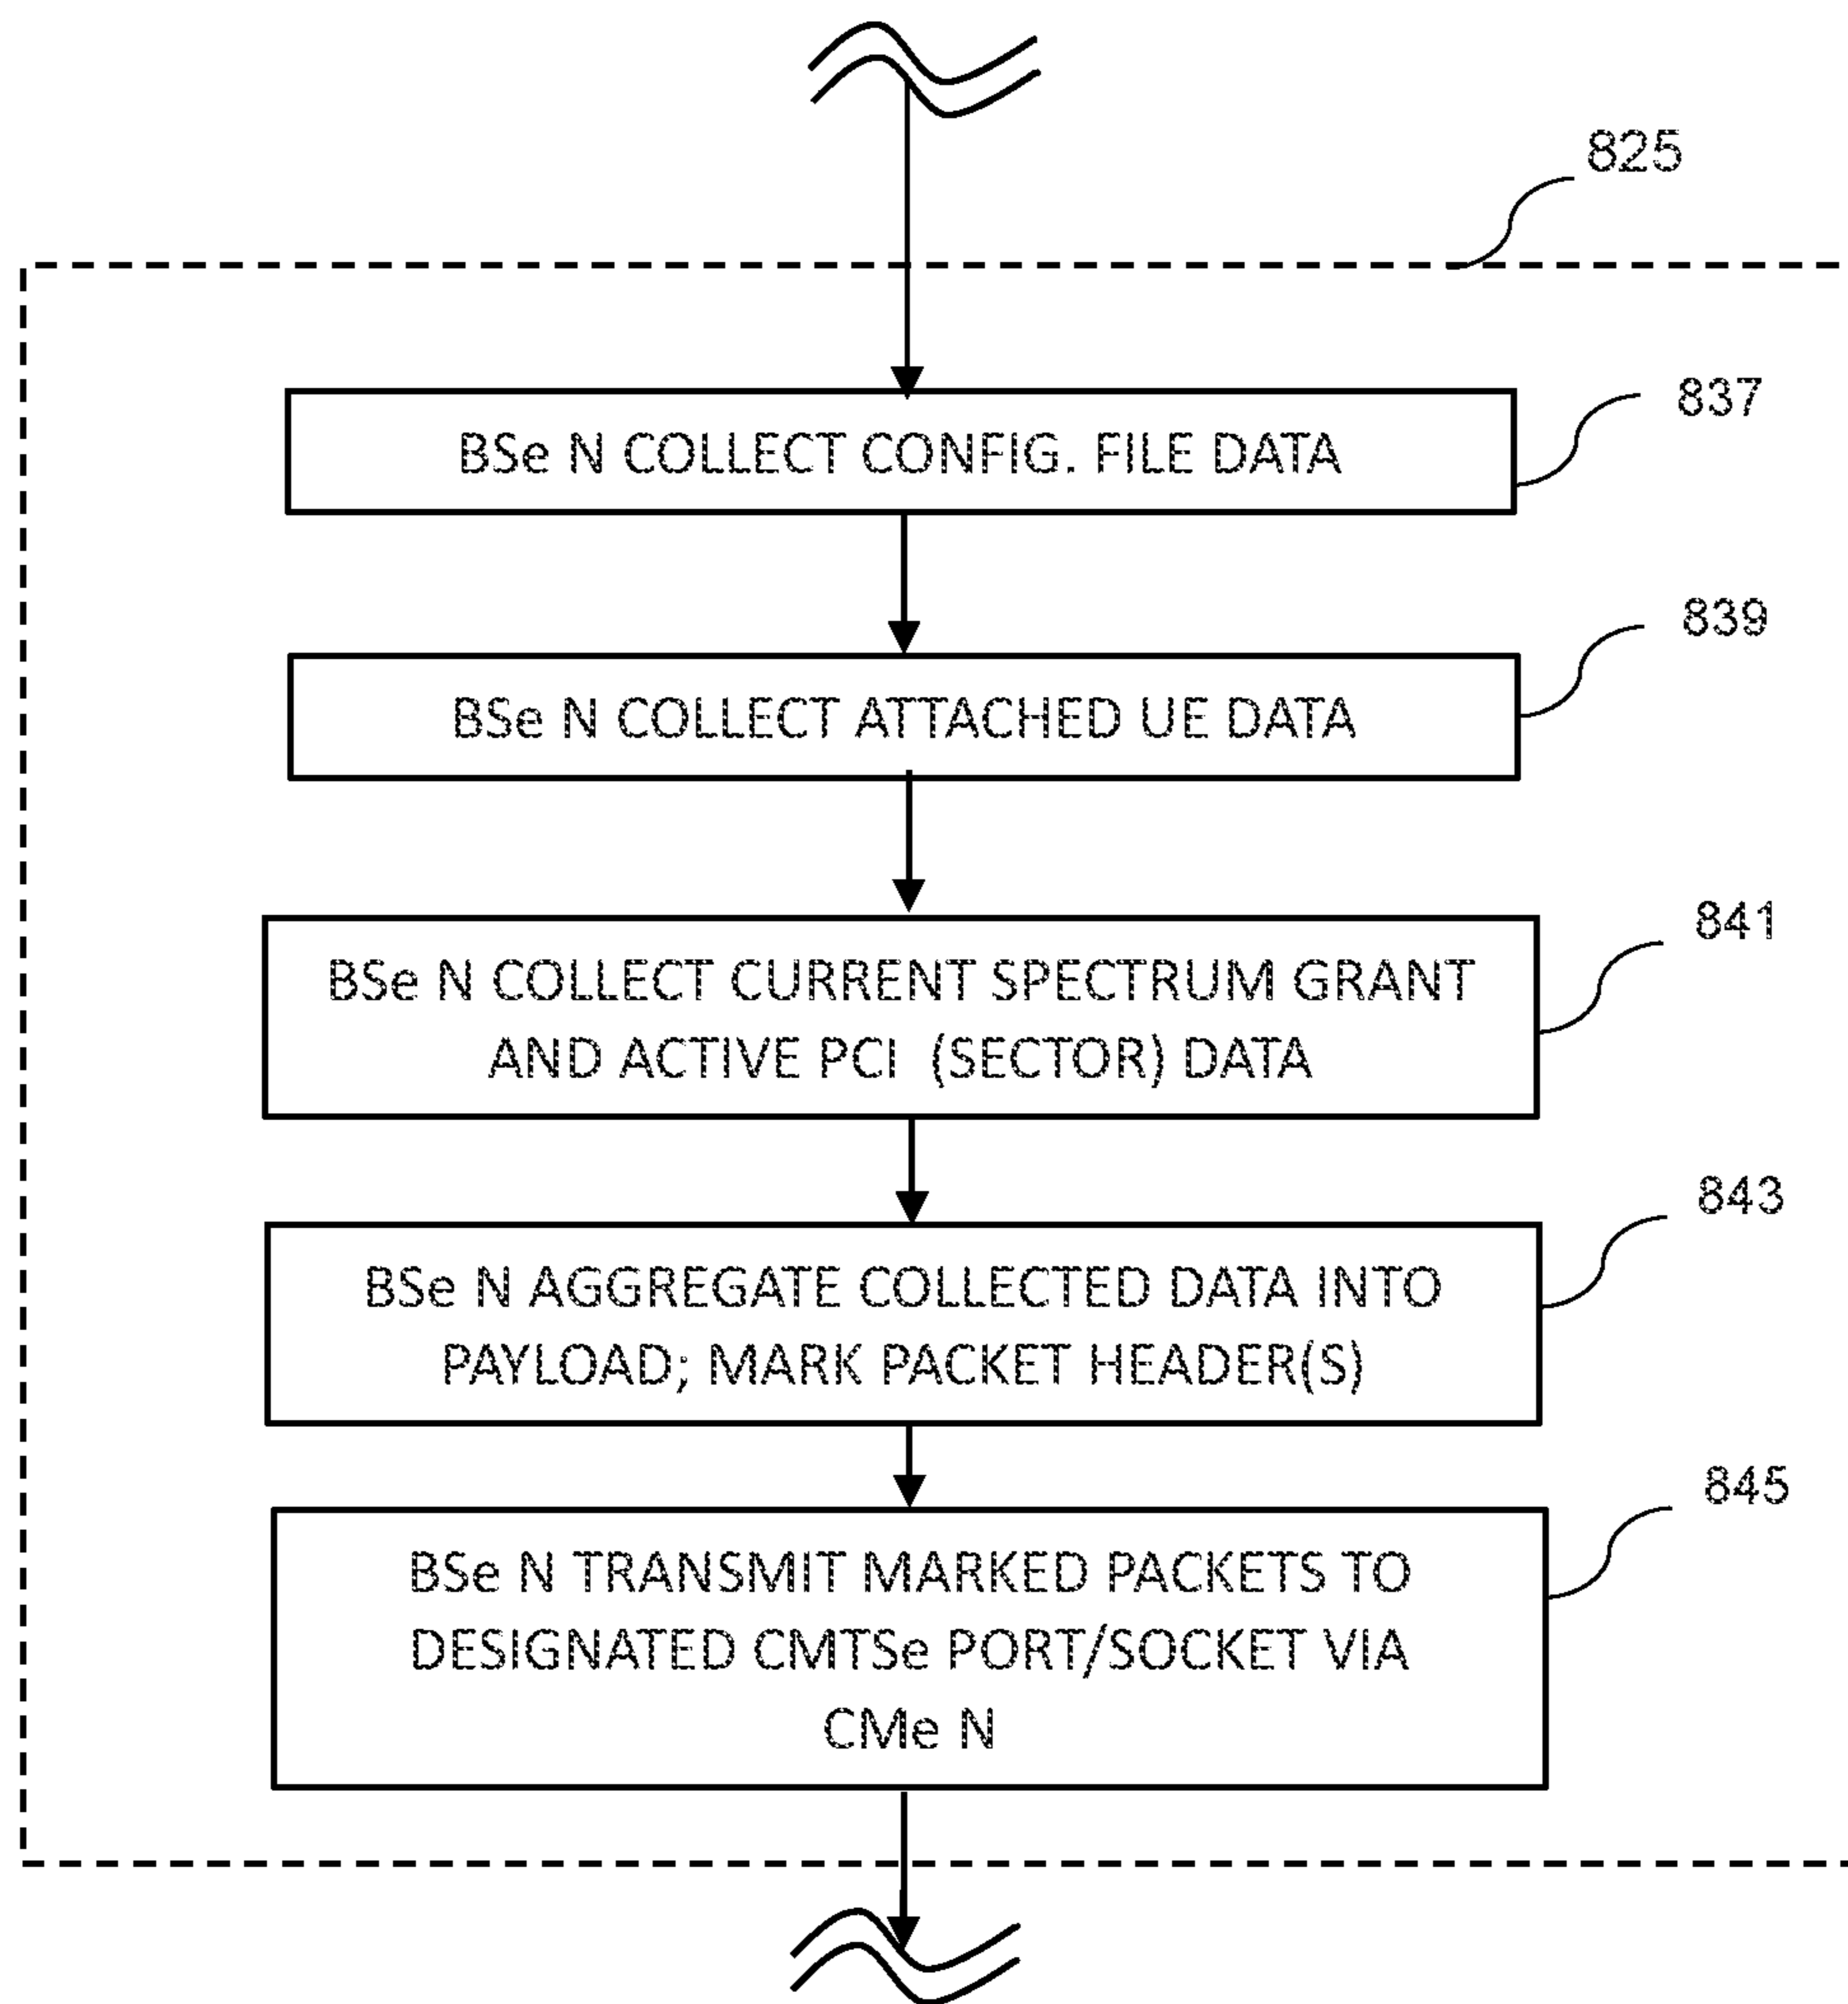 825
BSe N COLLECT CONFIG. FILE DATA
837
BSe N COLLECT ATTACHED UE DATA
839
BSe N COLLECT CURRENT SPECTRUM GRANT
AND ACTIVE PCI (SECTOR) DATA
841
BSe N AGGREGATE COLLECTED DATA INTO
PAYLOAD; MARK PACKET HEADER(S)
843
BSe N TRANSMIT MARKED PACKETS TO
DESIGNATED CMTSe PORT/SOCKET VIA
CMe N
845